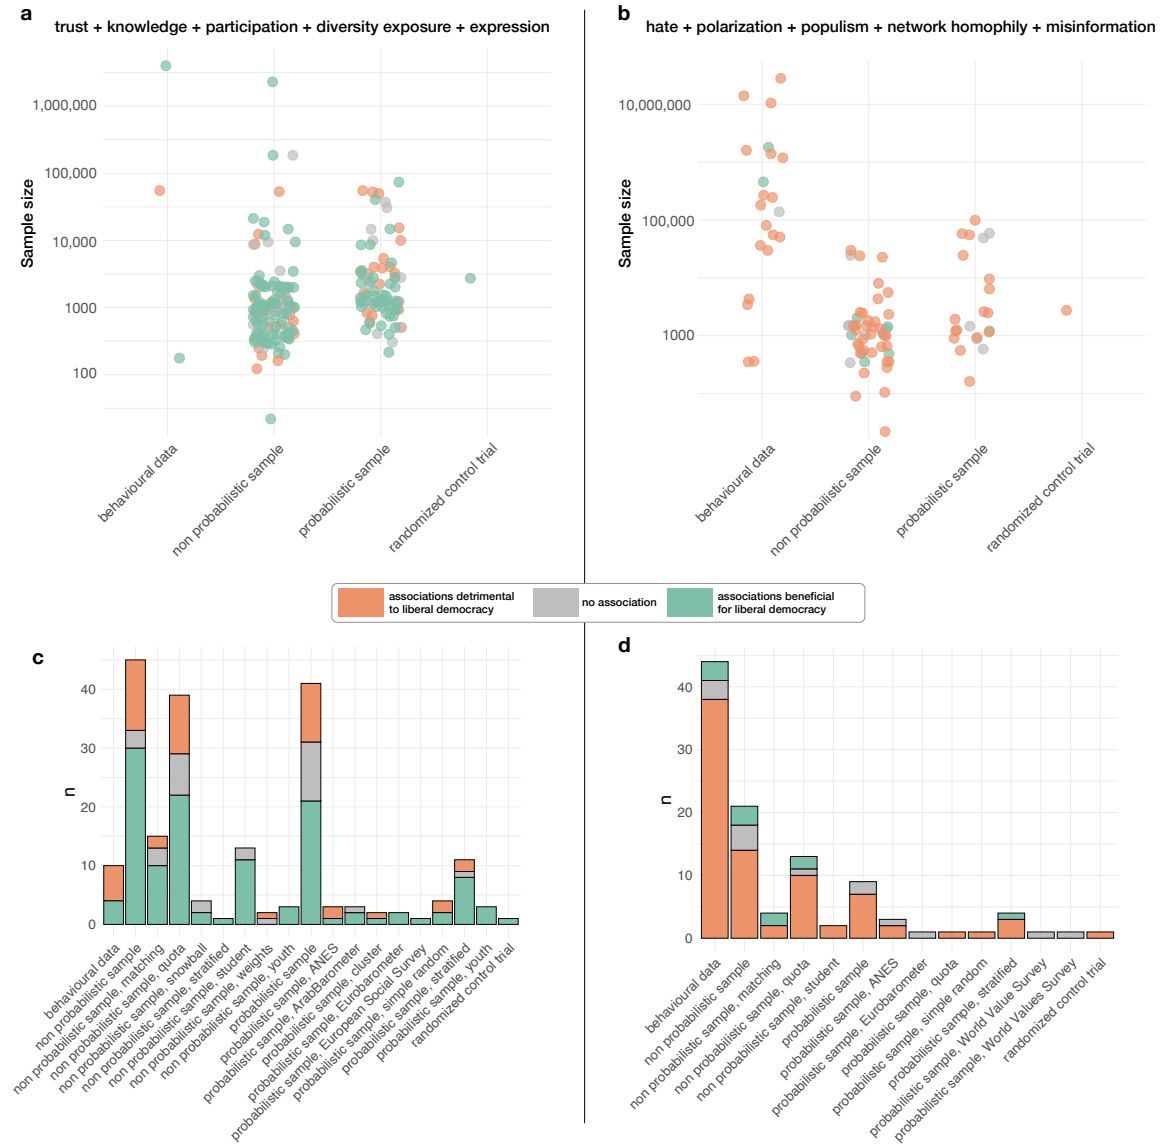 a
trust + knowledge + participation + diversity exposure + expression
Sample size
1,000,000
100,000
10,000
1000
100
behavioural data
non probabilistic sample
probabilistic sample
randomized control trial
b
hate + polarization + populism + network homophily + misinformation
Sample size
10,000,000
100,000
1000
behavioural data
non probabilistic sample
probabilistic sample
randomized control trial
associations detrimental
to liberal democracy
no association
associations beneficial
for liberal democracy
c
n
40
30
20
10
0
behavioural data
non probabilistic sample
non probabilistic sample, matching
non probabilistic sample, quota
non probabilistic sample, snowball
non probabilistic sample, stratified
non probabilistic sample, student
non probabilistic sample, weights
non probabilistic sample, youth
probabilistic sample
probabilistic sample, ANES
probabilistic sample, ArabBarometer
probabilistic sample, cluster
probabilistic sample, Eurobarometer
probabilistic sample, European Social Survey
probabilistic sample, simple random
probabilistic sample, stratified
probabilistic sample, youth
randomized control trial
d
n
40
30
20
10
0
behavioural data
non probabilistic sample
non probabilistic sample, matching
non probabilistic sample, quota
non probabilistic sample, student
probabilistic sample
probabilistic sample, ANES
probabilistic sample, Eurobarometer
probabilistic sample, quota
probabilistic sample, simple random
probabilistic sample, stratified
probabilistic sample, World Value Survey
probabilistic sample, World Values Survey
randomized control trial